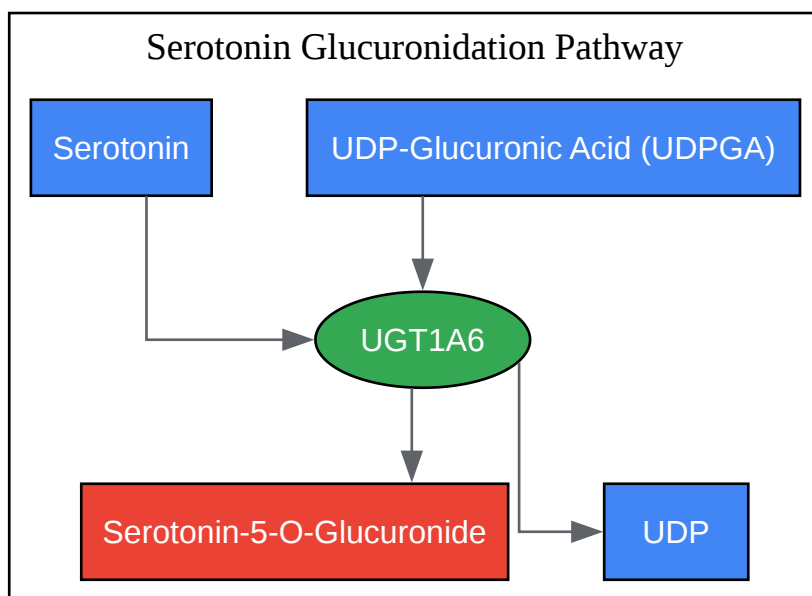 Serotonin Glucuronidation Pathway
Serotonin
UDP-Glucuronic Acid (UDPGA)
UGT1A6
Serotonin-5-O-Glucuronide
UDP